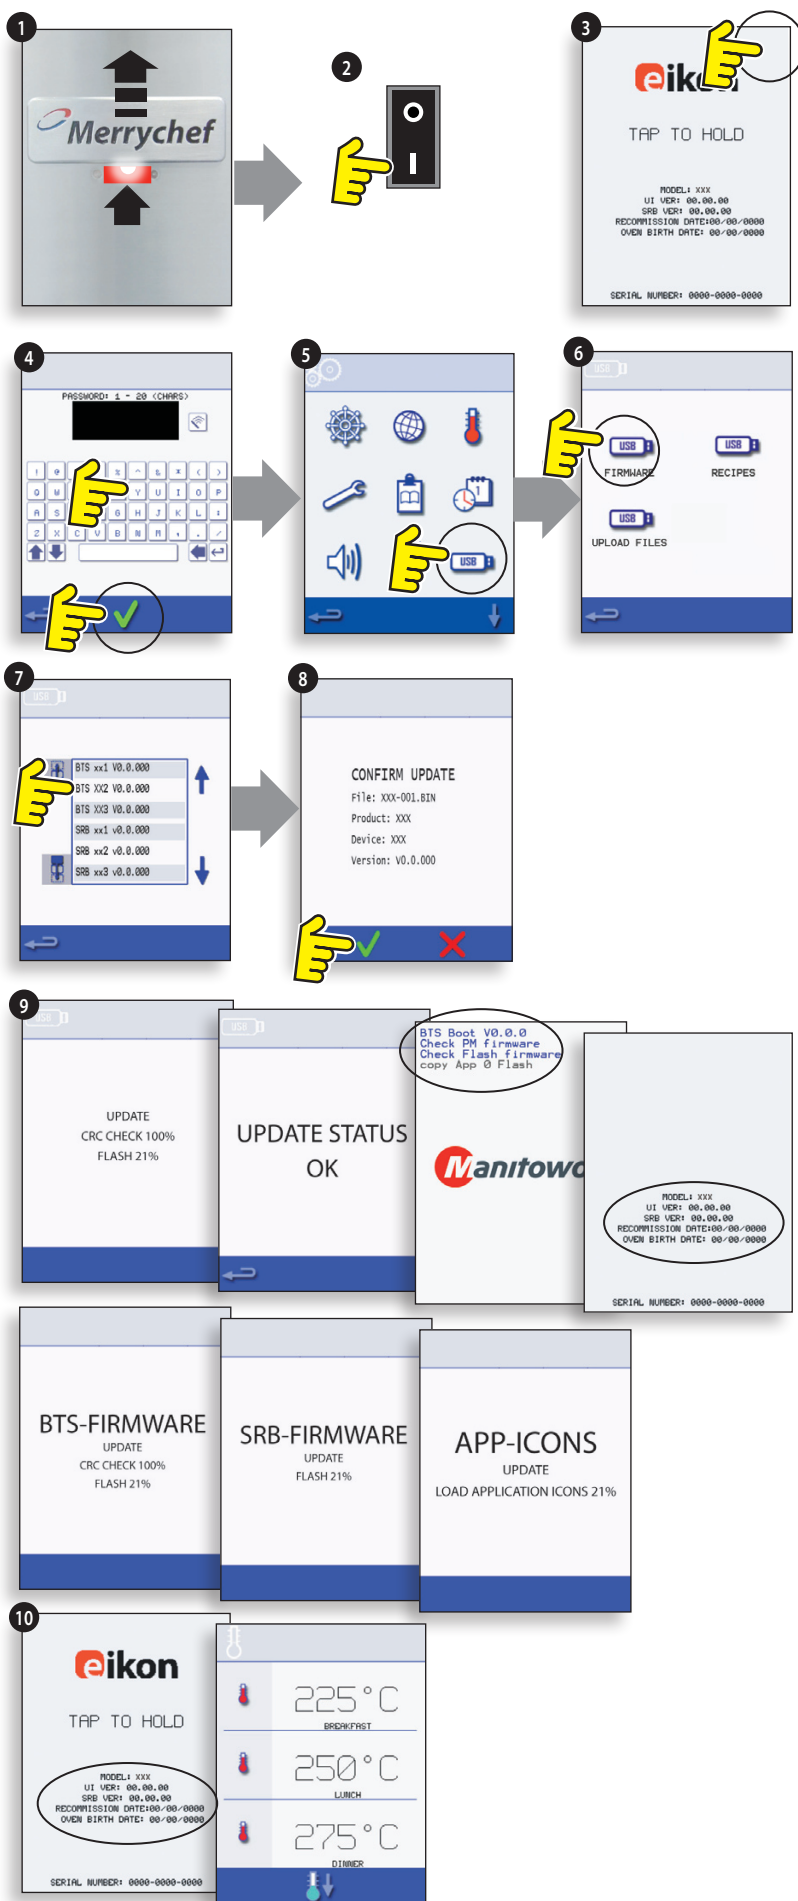 1
Merrychef
2
3
eikon
TAP TO HOLD
MODEL: XXX
UI VER: 00.00.00
SRB VER: 00.00.00
RECOMMISSION DATE:00/00/0000
OVEN BIRTH DATE: 00/00/0000
SERIAL NUMBER: 0000-0000-0000
4
PASSWORD: 1 - 20 (CHARS)
! @ % ^ & * ( )
Q W Y U I O P
A S G H J K L :
Z X C V B N M , . /
5
1
USB
6
USB
USB
FIRMWARE
USB
RECIPES
USB
UPLOAD FILES
7
USB
BTS xx1 V0.0.000
BTS XX2 V0.0.000
BTS XX3 V0.0.000
SRB xx1 v0.0.000
SRB xx2 v0.0.000
SRB xx3 v0.0.000
8
CONFIRM UPDATE
File: XXX-001.BIN
Product: XXX
Device: XXX
Version: V0.0.000
9
USB
UPDATE
CRC CHECK 100%
FLASH 21%
USB
UPDATE STATUS
OK
BTS Boot V0.0.0
Check PM firmware
Check Flash firmware
copy App 0 Flash
Manitowo
MODEL: XXX
UI VER: 00.00.00
SRB VER: 00.00.00
RECOMMISSION DATE:00/00/0000
OVEN BIRTH DATE: 00/00/0000
SERIAL NUMBER: 0000-0000-0000
BTS-FIRMWARE
UPDATE
CRC CHECK 100%
FLASH 21%
SRB-FIRMWARE
UPDATE
FLASH 21%
APP-ICONS
UPDATE
LOAD APPLICATION ICONS 21%
10
eikon
TAP TO HOLD
MODEL: XXX
UI VER: 00.00.00
SRB VER: 00.00.00
RECOMMISSION DATE:00/00/0000
OVEN BIRTH DATE: 00/00/0000
SERIAL NUMBER: 0000-0000-0000
225°C
BREAKFAST
250°C
LUNCH
275°C
DINNER